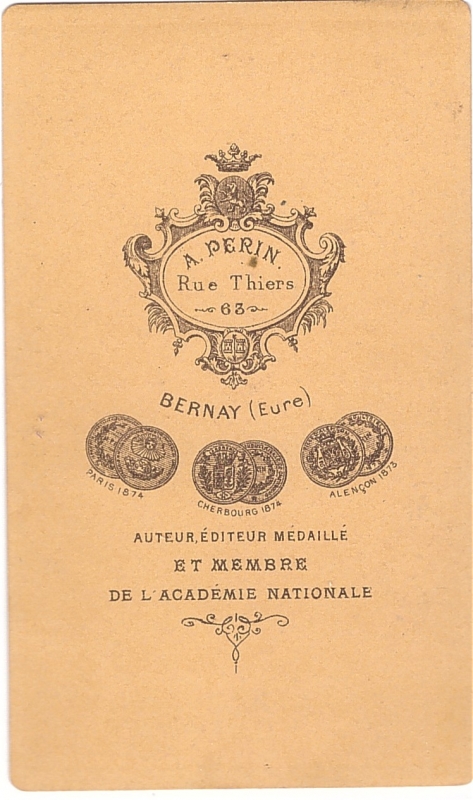 A. PERIN.
Rue Thiers
63
BERNAY (Eure)
PARIS 1874
CHERBOURG 1874
ALENÇON 1873
AUTEUR, ÉDITEUR MEDAILLÉ
ET MEMBRE
DE L'ACADÉMIE NATIONALE